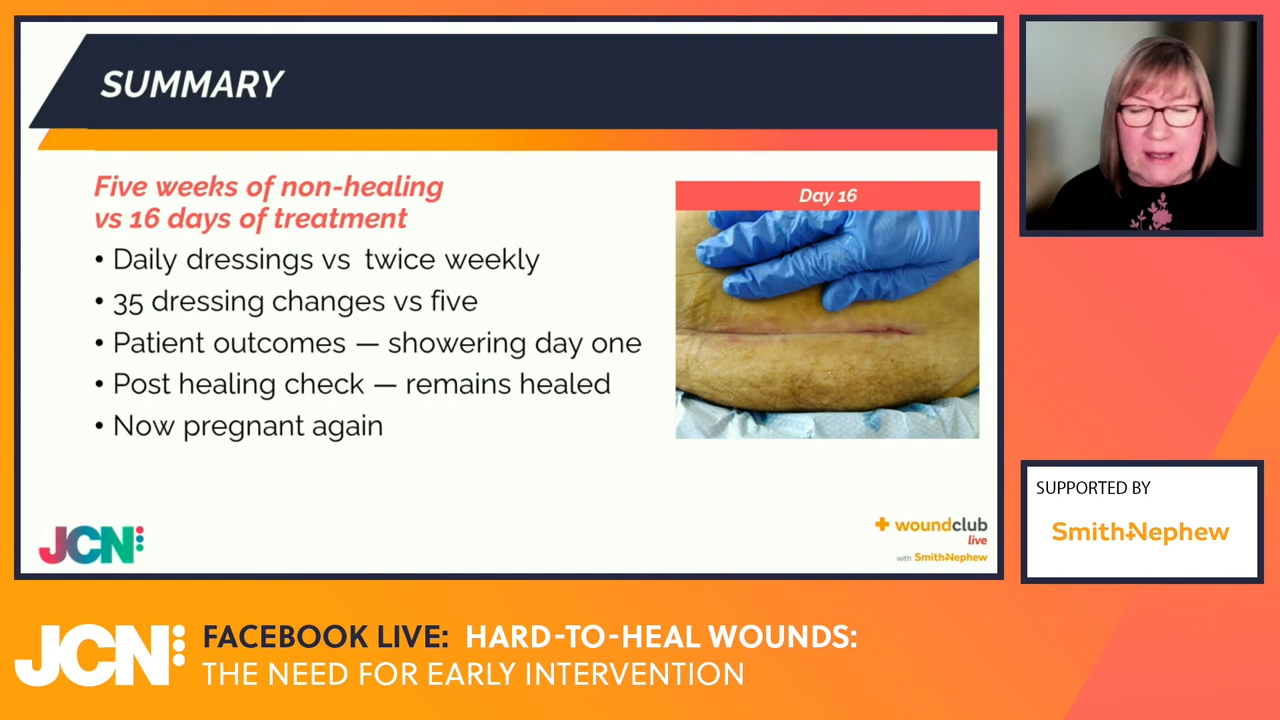 SUMMARY
Five weeks of non-healing
vs 16 days of treatment
• Daily dressings vs twice weekly
• 35 dressing changes vs five
• Patient outcomes — showering day one
• Post healing check — remains healed
• Now pregnant again
Day 16
JCN
woundclub
live
with Smith+Nephew
SUPPORTED BY
Smith+Nephew
JCN
FACEBOOK LIVE: HARD-TO-HEAL WOUNDS:
THE NEED FOR EARLY INTERVENTION